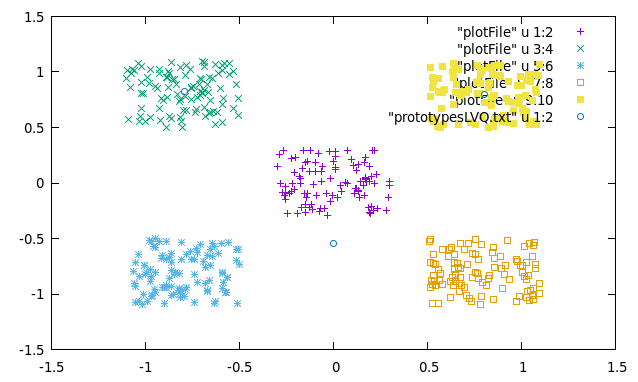 1.5
1
0.5
0
-0.5
-1
-1.5
-1.5 -1 -0.5 0 0.5 1 1.5
"plotFile" u 1:2
"plotFile" u 3:4
"plotFile" u 5:6
"plotFile" u 7:8
"plotFile" u 9:10
"prototypesLVQ.txt" u 1:2